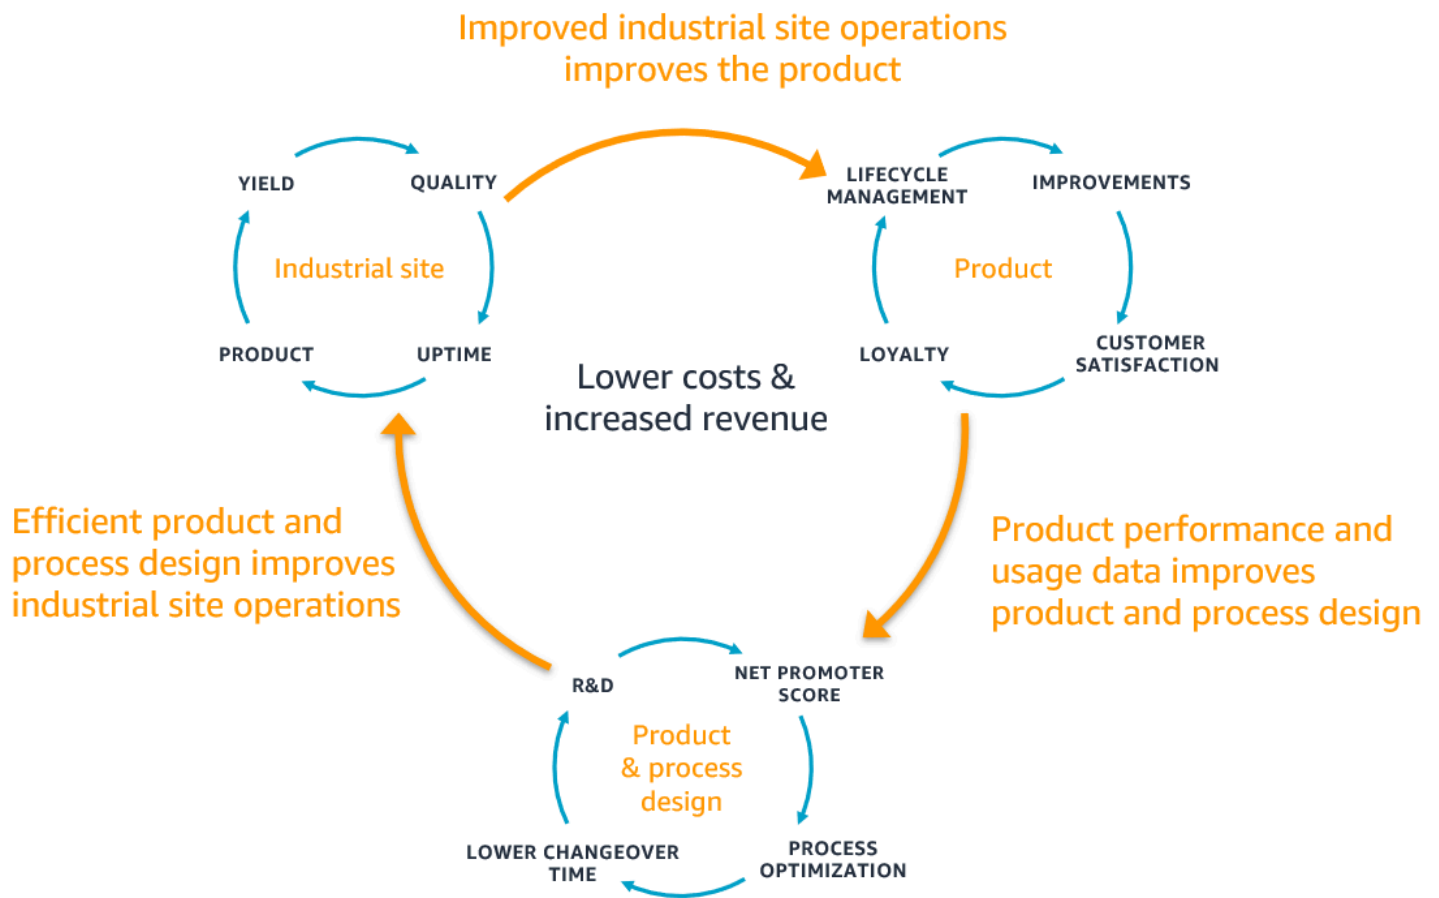 Improved industrial site operations
improves the product
YIELD
QUALITY
Industrial site
PRODUCT
UPTIME
LIFECYCLE
MANAGEMENT
IMPROVEMENTS
Product
LOYALTY
CUSTOMER
SATISFACTION
Lower costs &
increased revenue
Efficient product and
process design improves
industrial site operations
Product performance and
usage data improves
product and process design
R&D
NET PROMOTER
SCORE
Product
& process
design
LOWER CHANGEOVER
TIME
PROCESS
OPTIMIZATION